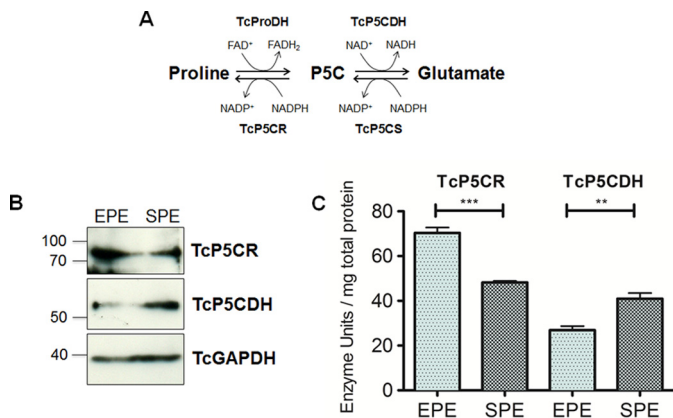 A
TcProDH TcP5CDH
FAD⁺ FADH₂ NAD⁺ NADH
Proline P5C Glutamate
NADP⁺ NADPH NADP⁺ NADPH
TcP5CR TcP5CS
B
EPE SPE
100
70
TcP5CR
50
TcP5CDH
40
TcGAPDH
C
TcP5CR TcP5CDH
*** **
Enzyme Units / mg total protein
80
60
40
20
0
EPE SPE EPE SPE